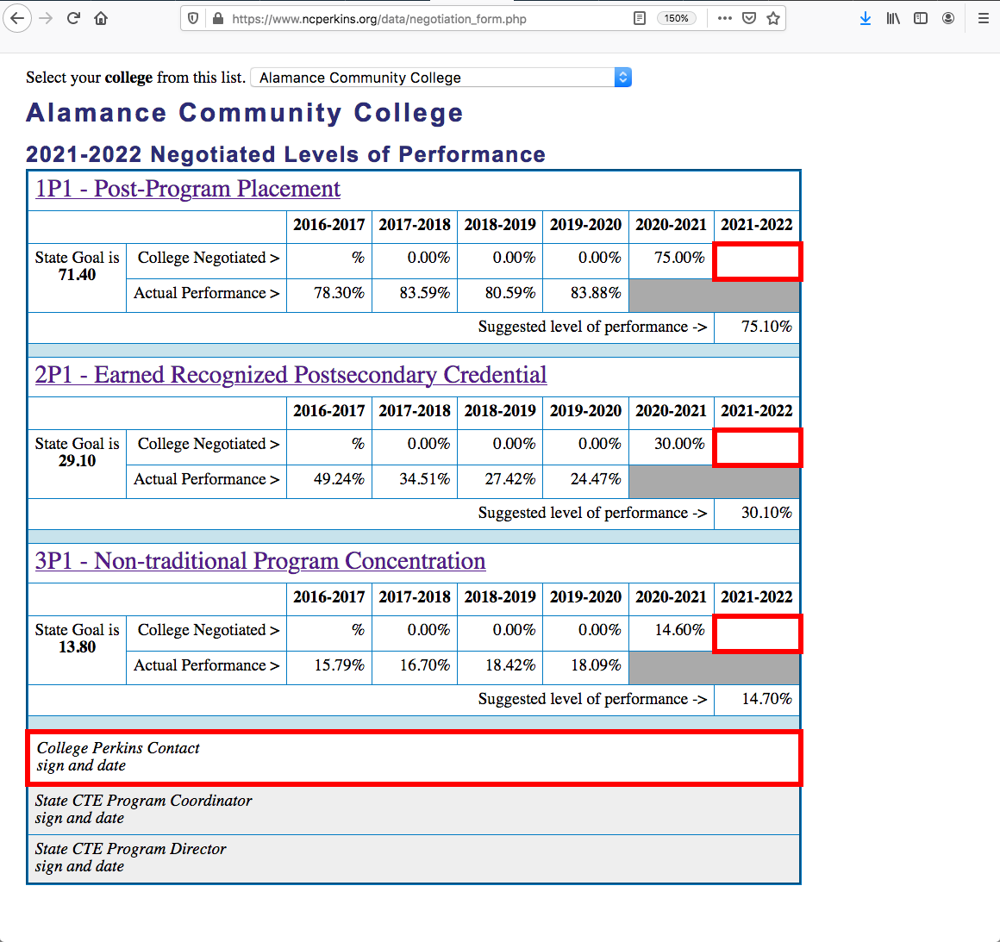 https://www.ncperkins.org/data/negotiation_form.php 150%
Select your college from this list. Alamance Community College
Alamance Community College
2021-2022 Negotiated Levels of Performance
1P1 - Post-Program Placement
2016-2017 2017-2018 2018-2019 2019-2020 2020-2021 2021-2022
State Goal is 71.40
College Negotiated > % 0.00% 0.00% 0.00% 75.00%
Actual Performance > 78.30% 83.59% 80.59% 83.88%
Suggested level of performance -> 75.10%
2P1 - Earned Recognized Postsecondary Credential
2016-2017 2017-2018 2018-2019 2019-2020 2020-2021 2021-2022
State Goal is 29.10
College Negotiated > % 0.00% 0.00% 0.00% 30.00%
Actual Performance > 49.24% 34.51% 27.42% 24.47%
Suggested level of performance -> 30.10%
3P1 - Non-traditional Program Concentration
2016-2017 2017-2018 2018-2019 2019-2020 2020-2021 2021-2022
State Goal is 13.80
College Negotiated > % 0.00% 0.00% 0.00% 14.60%
Actual Performance > 15.79% 16.70% 18.42% 18.09%
Suggested level of performance -> 14.70%
College Perkins Contact
sign and date
State CTE Program Coordinator
sign and date
State CTE Program Director
sign and date